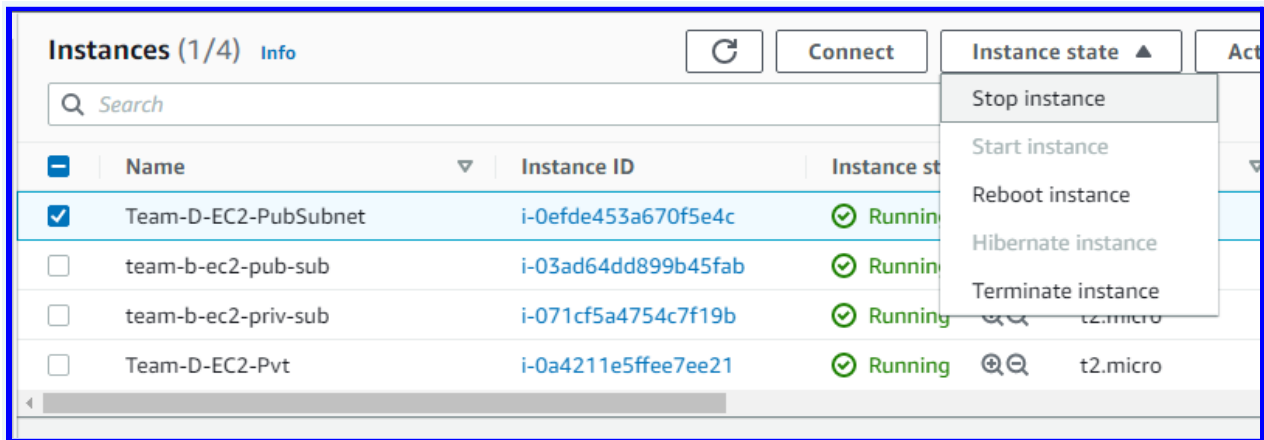 Instances (1/4) Info
Connect
Instance state
Act
Search
Stop instance
Start instance
Reboot instance
Hibernate instance
Terminate instance
Name
Instance ID
Instance st
Team-D-EC2-PubSubnet i-0efde453a670f5e4c Runnin
team-b-ec2-pub-sub i-03ad64dd899b45fab Runnin
team-b-ec2-priv-sub i-071cf5a4754c7f19b Running t2.micro
Team-D-EC2-Pvt i-0a4211e5ffee7ee21 Running t2.micro